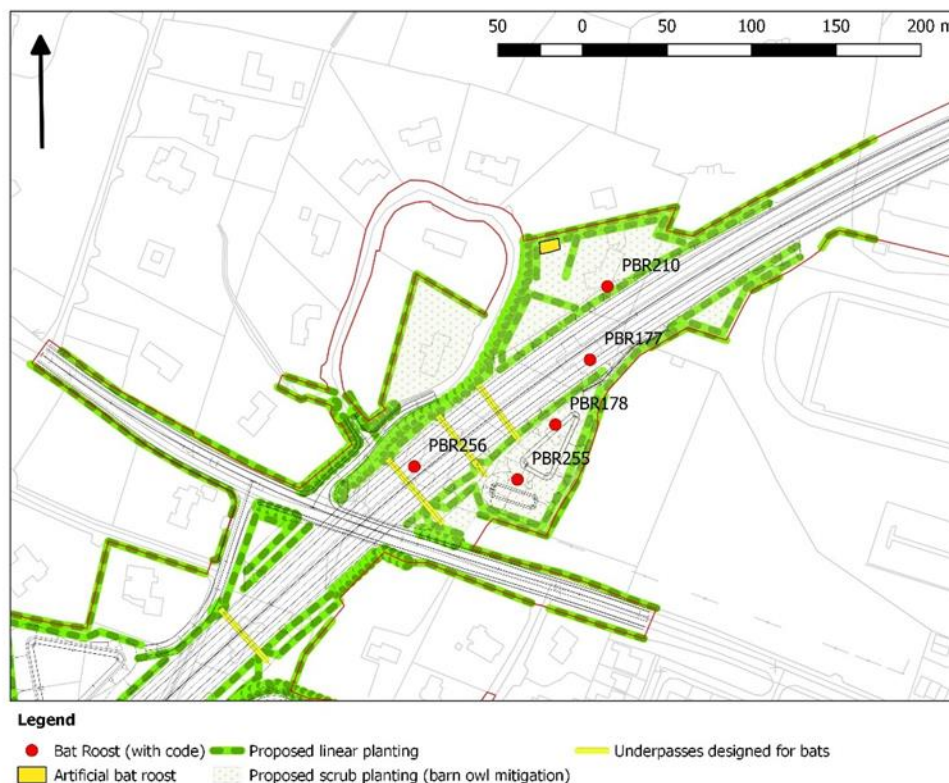 50 0 50 100 150 200 m
PBR210
PBR177
PBR178
PBR256
PBR255
Legend
Bat Roost (with code) Proposed linear planting Underpasses designed for bats
Artificial bat roost Proposed scrub planting (barn owl mitigation)